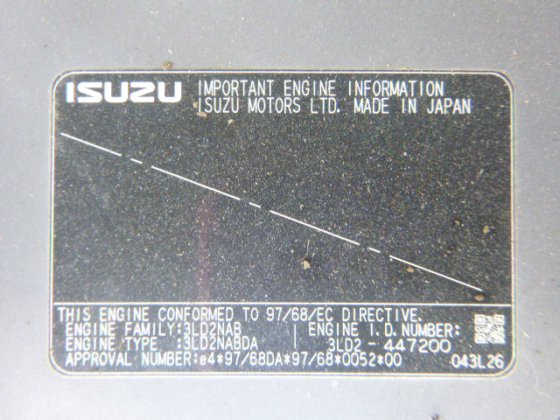 ISUZU IMPORTANT ENGINE INFORMATION
ISUZU MOTORS LTD. MADE IN JAPAN
THIS ENGINE CONFORMED TO 97/68/EC DIRECTIVE.
ENGINE FAMILY:3LD2NAB ENGINE I.D.NUMBER:
ENGINE TYPE :3LD2NABDA 3LD2 - 447200
APPROVAL NUMBER:e4*97/68DA*97/68*0052*00 043L26